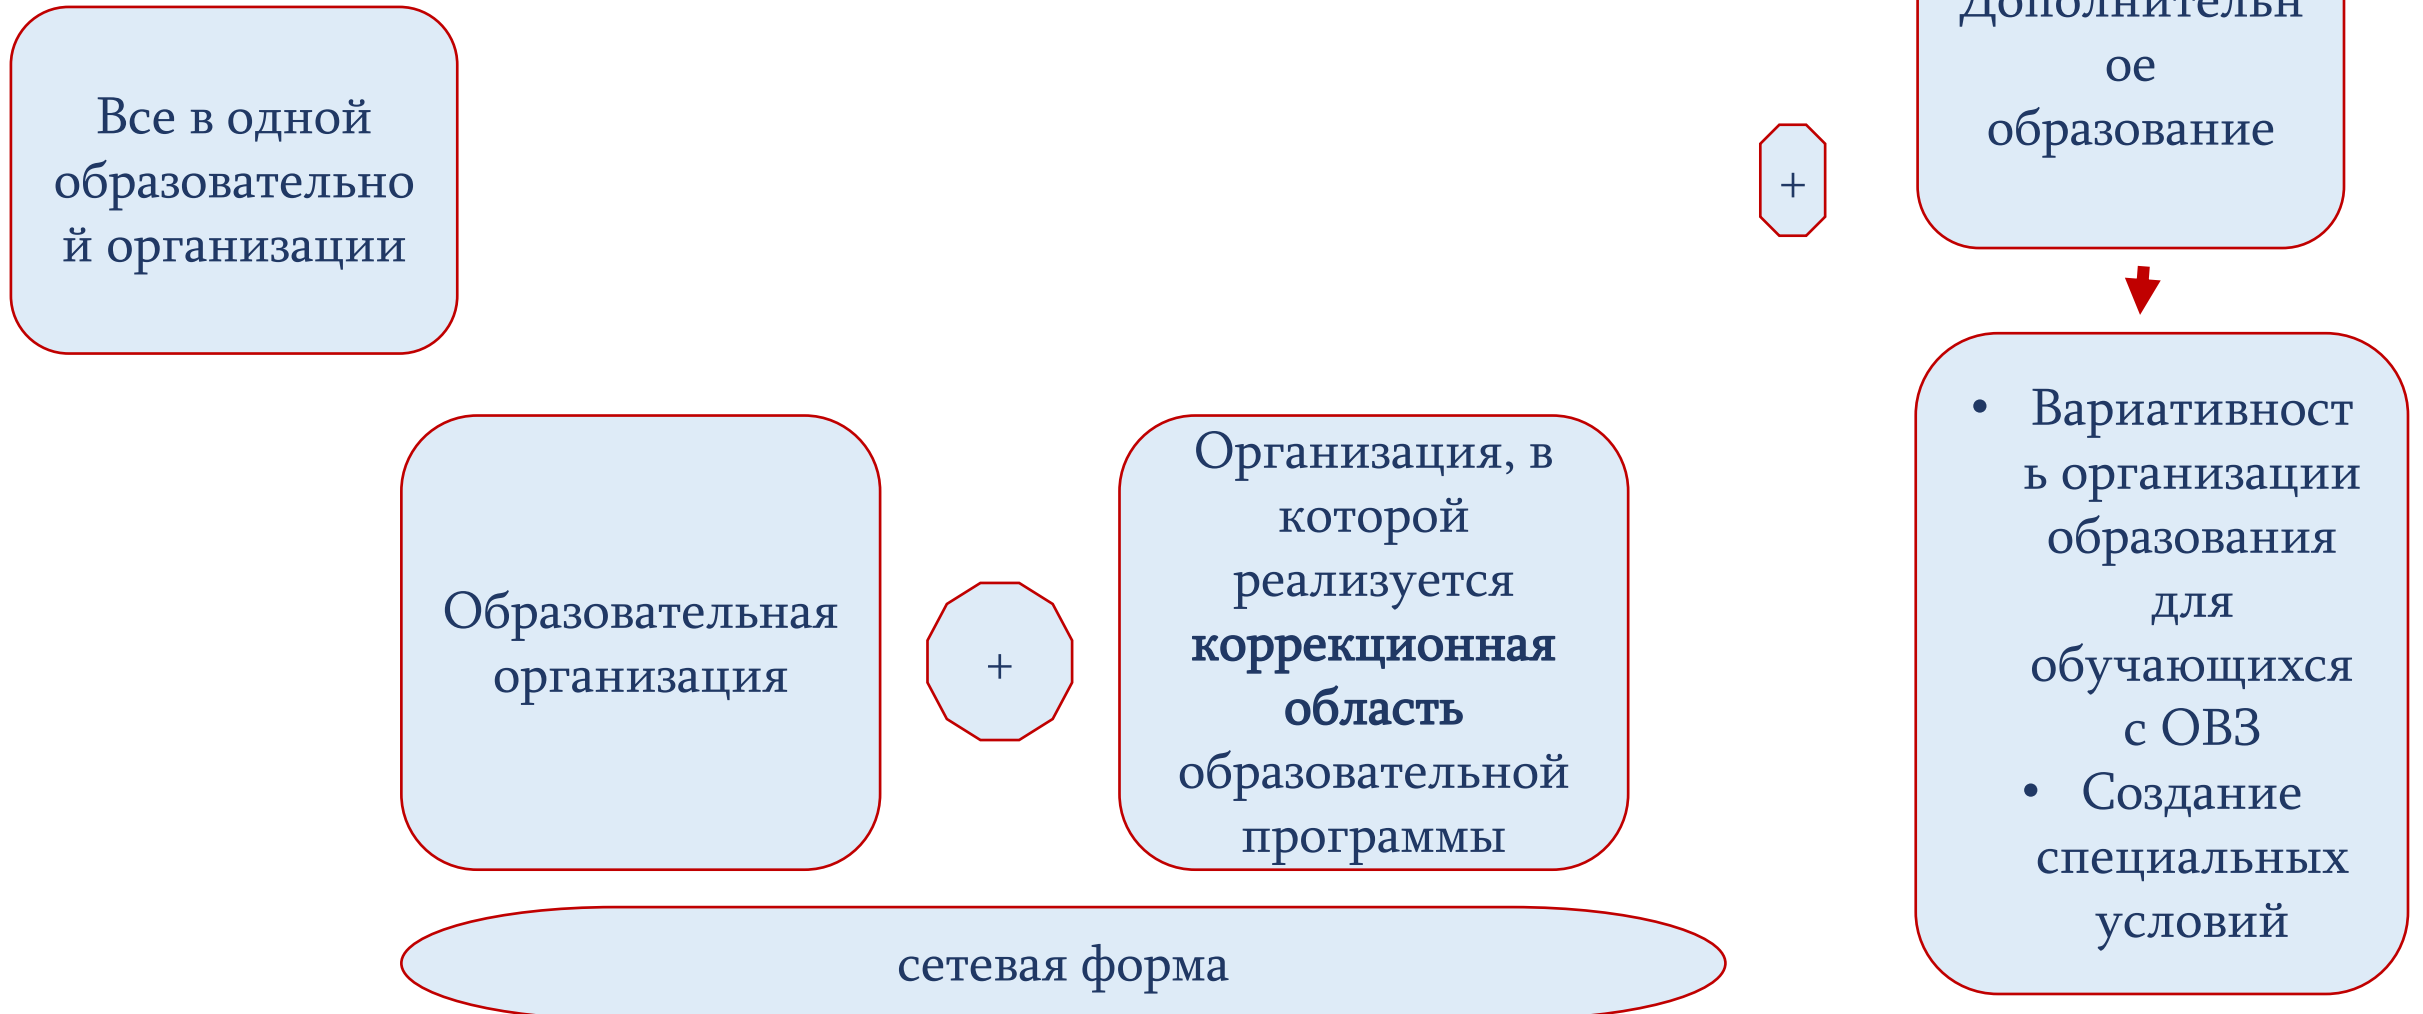 Все в одной
образовательно
й организации
+
Дополнительн
ое
образование
Образовательная
организация
+
Организация, в
которой
реализуется
коррекционная
область
образовательной
программы
• Вариативност
ь организации
образования
для
обучающихся
с ОВЗ
• Создание
специальных
условий
сетевая форма